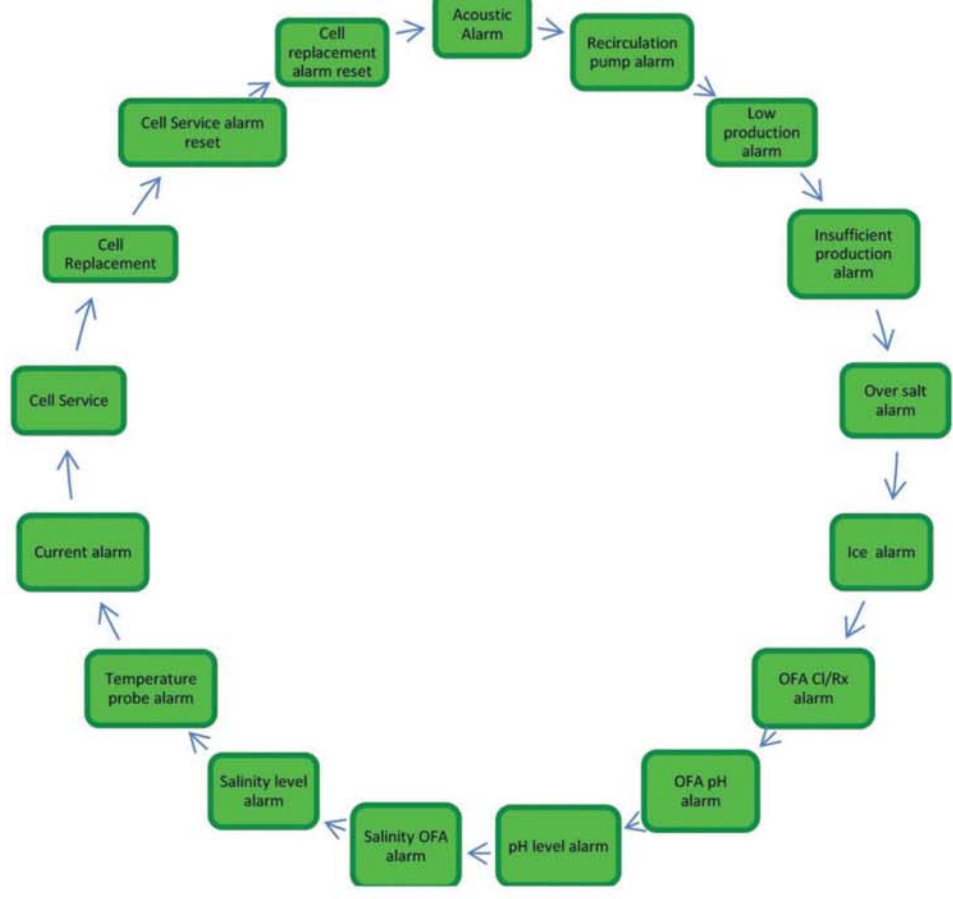 Acoustic
Alarm
Recirculation
pump alarm
Low
production
alarm
Insufficient
production
alarm
Over salt
alarm
Ice alarm
OFA Cl/Rx
alarm
OFA pH
alarm
pH level alarm
Salinity OFA
alarm
Salinity level
alarm
Temperature
probe alarm
Current alarm
Cell Service
Cell
Replacement
Cell Service alarm
reset
Cell
replacement
alarm reset